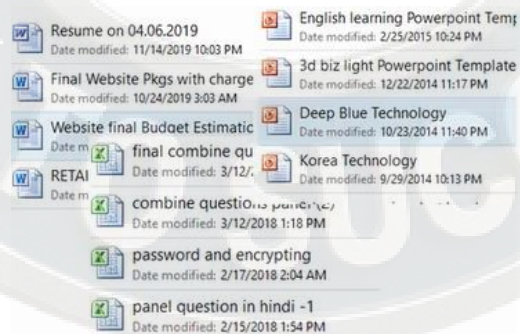 Resume on 04.06.2019
Date modified: 11/14/2019 10:03 PM
Final Website Pkgs with charge
Date modified: 10/24/2019 3:03 AM
Website final Budget Estimatic
Date m
RETAI
Date m
English learning Powerpoint Temp
Date modified: 2/25/2015 10:24 PM
3d biz light Powerpoint Template
Date modified: 12/22/2014 11:17 PM
Deep Blue Technology
Date modified: 10/23/2014 11:40 PM
Korea Technology
Date modified: 9/29/2014 10:13 PM
final combine qu
Date modified: 3/12/
combine questions panel (2)
Date modified: 3/12/2018 1:18 PM
password and encrypting
Date modified: 2/17/2018 2:04 AM
panel question in hindi -1
Date modified: 2/15/2018 1:54 PM
SUC